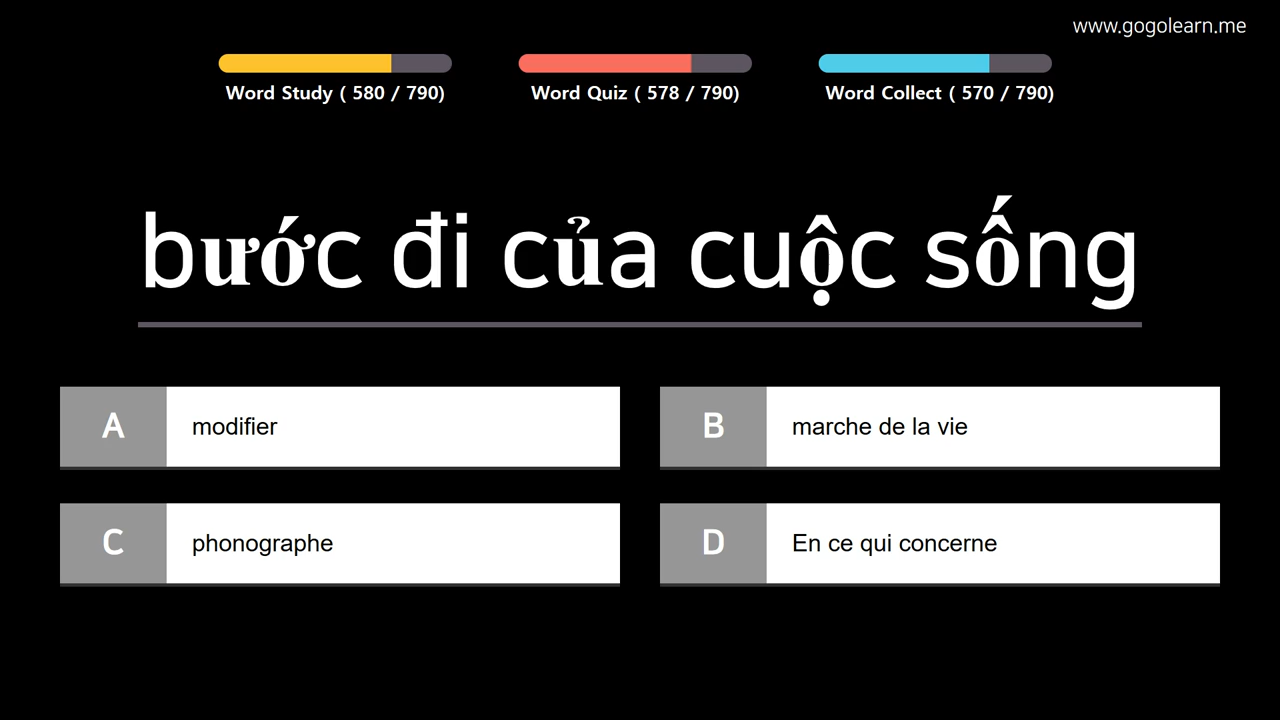 www.gogolearn.me
Word Study ( 580 / 790)
Word Quiz ( 578 / 790)
Word Collect ( 570 / 790)
bước đi của cuộc sống
A modifier
B marche de la vie
C phonographe
D En ce qui concerne